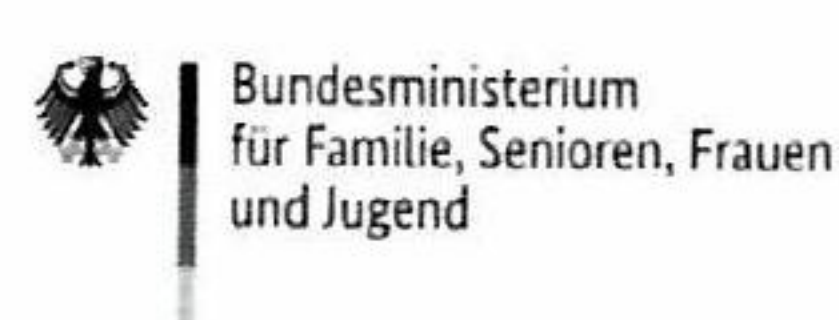 Bundesministerium
für Familie, Senioren, Frauen
und Jugend